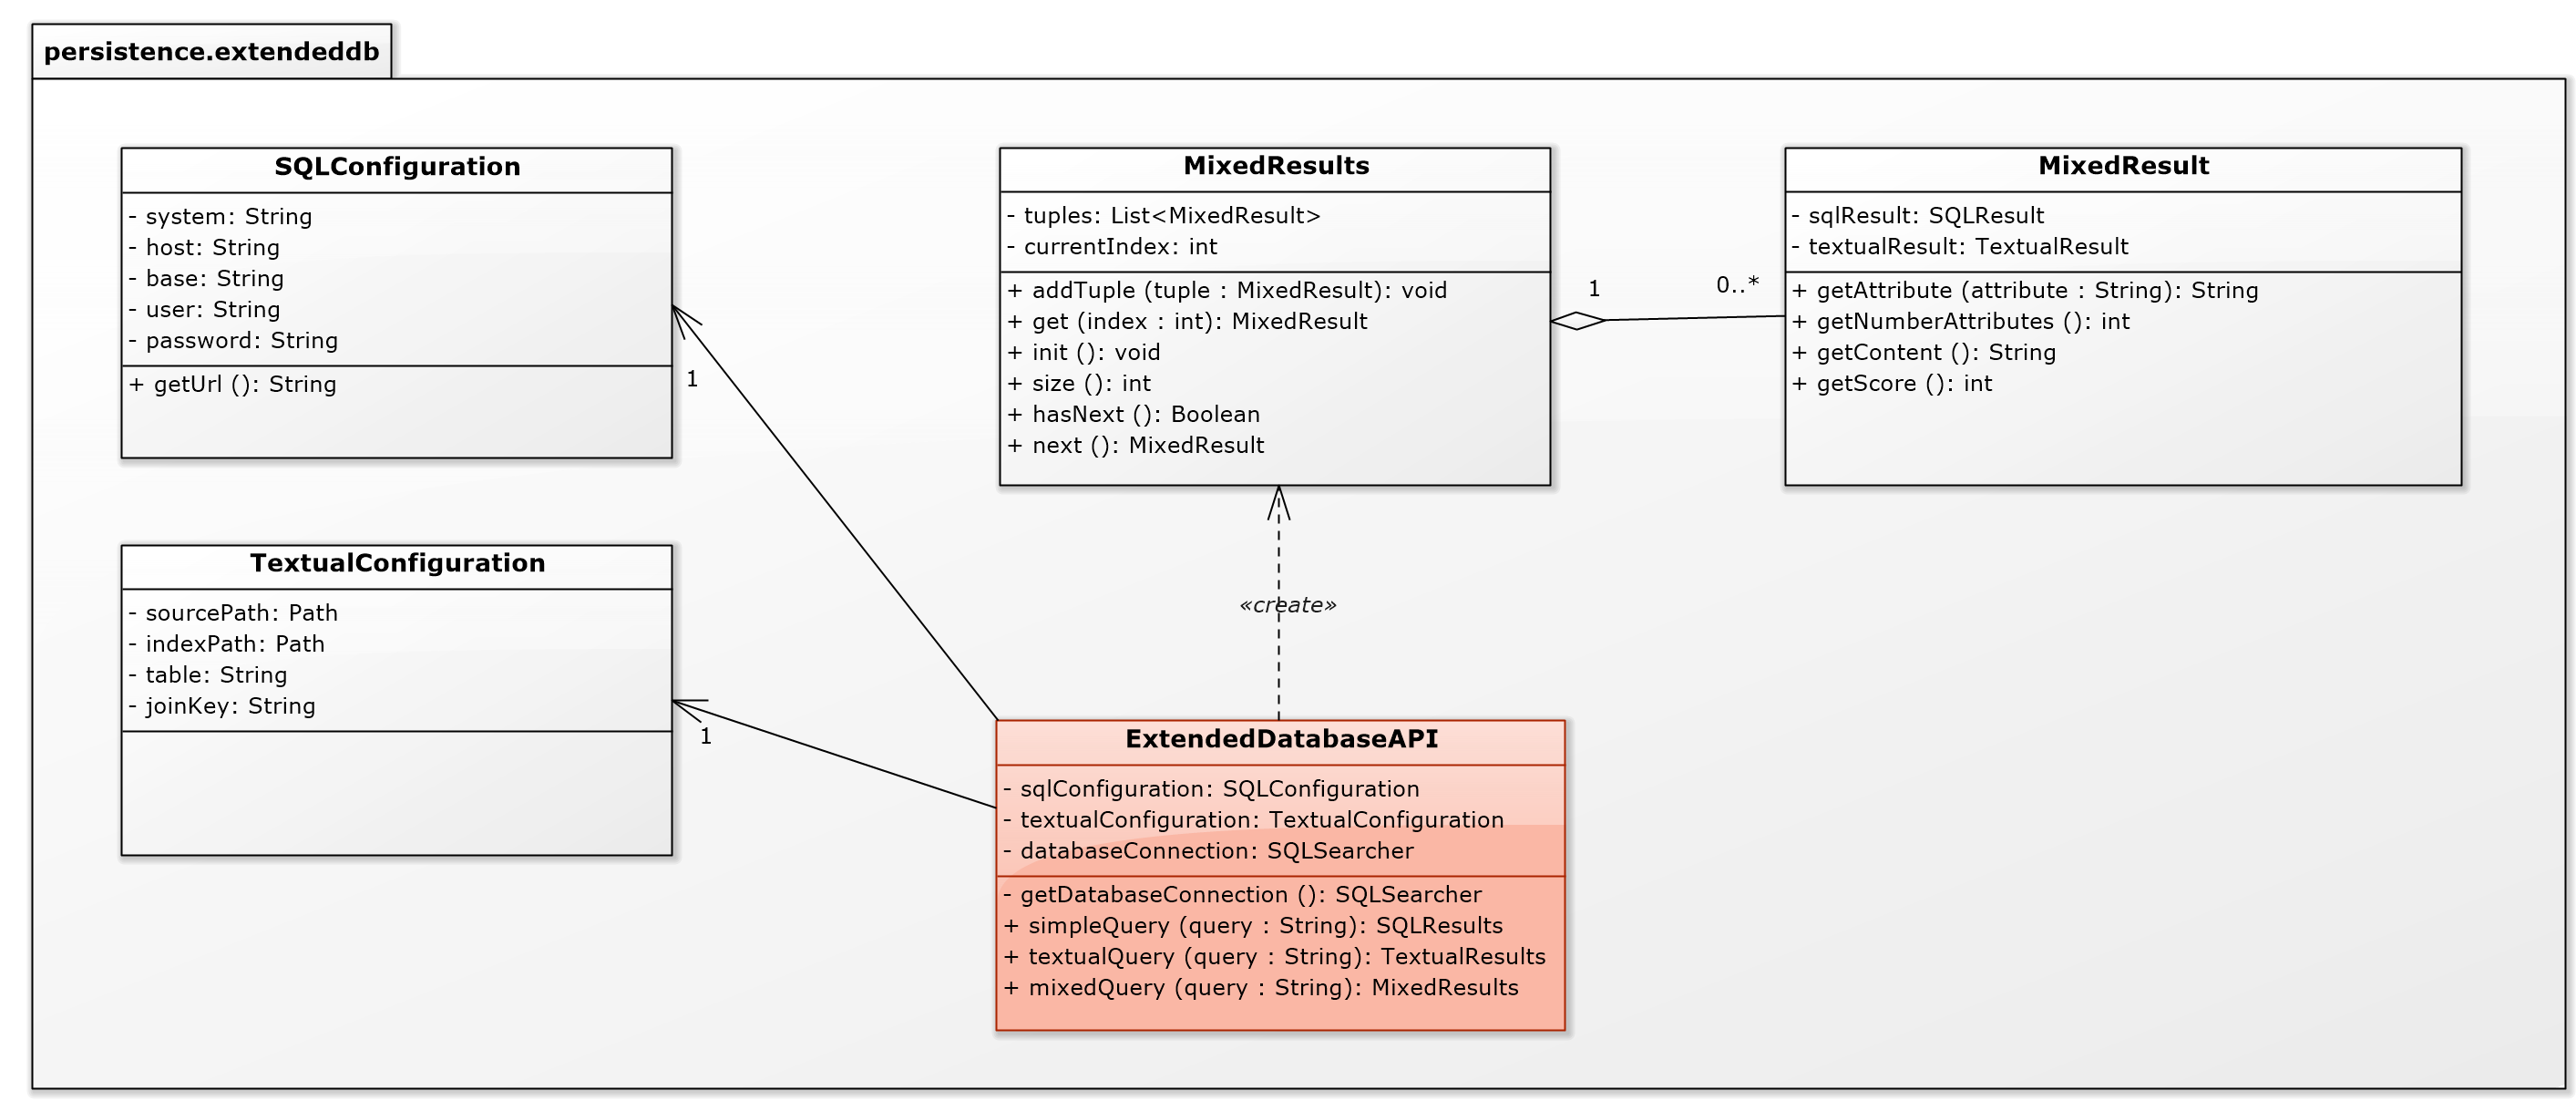 persistence.extendeddb
SQLConfiguration
- system: String
- host: String
- base: String
- user: String
- password: String
+ getUrl (): String
1
MixedResults
- tuples: List<MixedResult>
- currentIndex: int
+ addTuple (tuple : MixedResult): void
+ get (index : int): MixedResult
+ init (): void
+ size (): int
+ hasNext (): Boolean
+ next (): MixedResult
1
0..*
MixedResult
- sqlResult: SQLResult
- textualResult: TextualResult
+ getAttribute (attribute : String): String
+ getNumberAttributes (): int
+ getContent (): String
+ getScore (): int
TextualConfiguration
- sourcePath: Path
- indexPath: Path
- table: String
- joinKey: String
1
«create»
ExtendedDatabaseAPI
- sqlConfiguration: SQLConfiguration
- textualConfiguration: TextualConfiguration
- databaseConnection: SQLSearcher
- getDatabaseConnection (): SQLSearcher
+ simpleQuery (query : String): SQLResults
+ textualQuery (query : String): TextualResults
+ mixedQuery (query : String): MixedResults